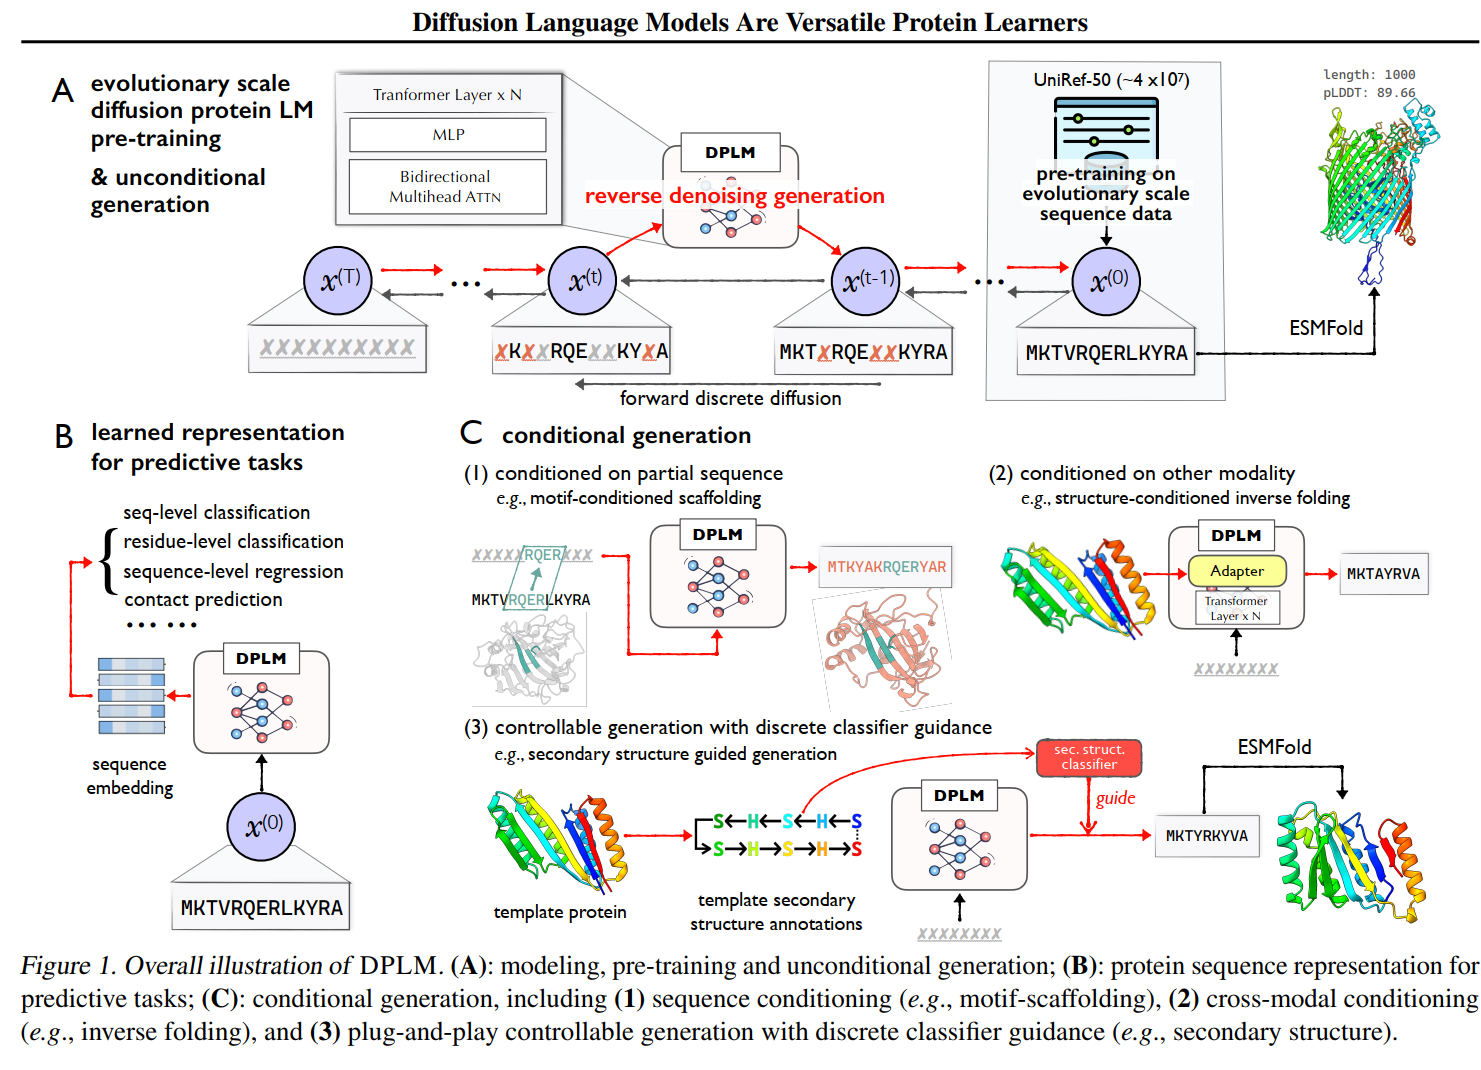 Diffusion Language Models Are Versatile Protein Learners
A evolutionary scale
diffusion protein LM
pre-training
& unconditional
generation
Tranformer Layer x N
MLP
Bidirectional
Multihead ATTN
DPLM
reverse denoising generation
UniRef-50 (~4 x10⁷)
pre-training on
evolutionary scale
sequence data
length: 1000
pLDDT: 89.66
x(T)
...
x(t)
x(t-1)
...
x(0)
ESMFold
XXXXXXXXXX
XKXXRQEXXKYXA
MKTXRQEXXKYRA
MKTVRQERLKYRA
forward discrete diffusion
B learned representation
for predictive tasks
seq-level classification
residue-level classification
sequence-level regression
contact prediction
... ...
DPLM
sequence
embedding
x(0)
MKTVRQERLKYRA
C conditional generation
(1) conditioned on partial sequence
e.g., motif-conditioned scaffolding
XXXXXRQERXXX
MKTVRQERLKYRA
DPLM
MTKYAKRQERYAR
(2) conditioned on other modality
e.g., structure-conditioned inverse folding
DPLM
Adapter
Transformer
Layer x N
MKTAYRVA
XXXXXXXX
(3) controllable generation with discrete classifier guidance
e.g., secondary structure guided generation
sec. struct.
classifier
guide
ESMFold
S←H←S←H←S
S→H→S→H→S
DPLM
MKTYRKYVA
template protein
template secondary
structure annotations
XXXXXXXX
Figure 1. Overall illustration of DPLM. (A): modeling, pre-training and unconditional generation; (B): protein sequence representation for
predictive tasks; (C): conditional generation, including (1) sequence conditioning (e.g., motif-scaffolding), (2) cross-modal conditioning
(e.g., inverse folding), and (3) plug-and-play controllable generation with discrete classifier guidance (e.g., secondary structure).